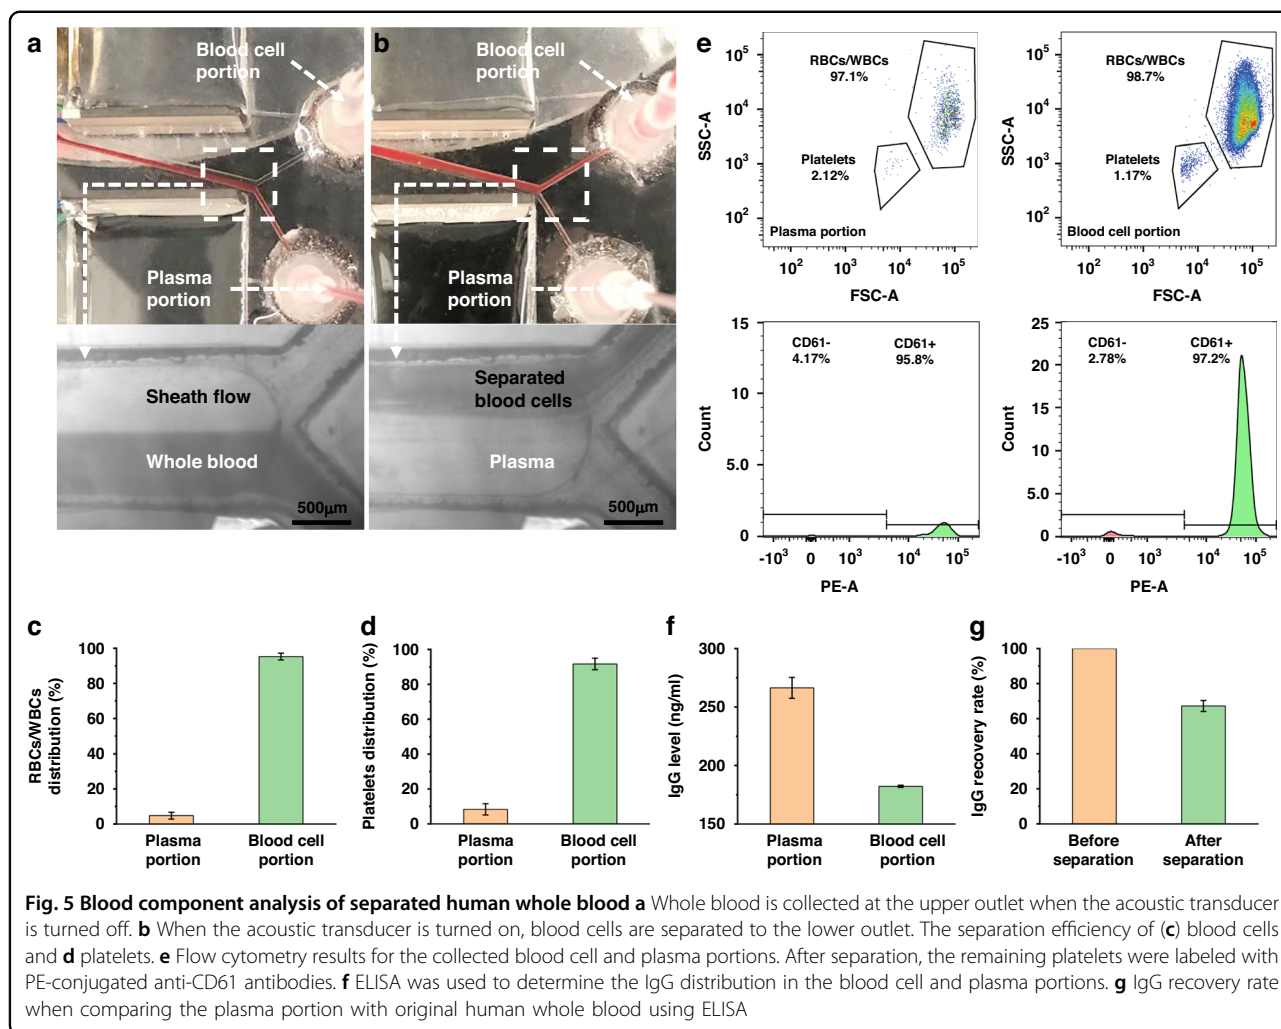 a
Blood cell
portion
Plasma
portion
Sheath flow
Whole blood
500μm
b
Blood cell
portion
Plasma
portion
Separated
blood cells
Plasma
500μm
e
SSC-A
10⁵
10⁴
10³
10²
RBCs/WBCs
97.1%
Platelets
2.12%
Plasma portion
10² 10³ 10⁴ 10⁵
FSC-A
SSC-A
10⁵
10⁴
10³
10²
RBCs/WBCs
98.7%
Platelets
1.17%
Blood cell portion
10² 10³ 10⁴ 10⁵
FSC-A
Count
15
10
5.0
0
CD61-
4.17%
CD61+
95.8%
-10³ 0 10³ 10⁴ 10⁵
PE-A
Count
25
20
15
10
5.0
0
CD61-
2.78%
CD61+
97.2%
-10³ 0 10³ 10⁴ 10⁵
PE-A
c
RBCs/WBCs
distribution (%)
100
80
60
40
20
0
Plasma
portion
Blood cell
portion
d
Platelets distribution (%)
100
80
60
40
20
0
Plasma
portion
Blood cell
portion
f
IgG level (ng/ml)
300
250
200
150
Plasma
portion
Blood cell
portion
g
IgG recovery rate (%)
100
80
60
40
20
0
Before
separation
After
separation
Fig. 5 Blood component analysis of separated human whole blood a Whole blood is collected at the upper outlet when the acoustic transducer
is turned off. b When the acoustic transducer is turned on, blood cells are separated to the lower outlet. The separation efficiency of (c) blood cells
and d platelets. e Flow cytometry results for the collected blood cell and plasma portions. After separation, the remaining platelets were labeled with
PE-conjugated anti-CD61 antibodies. f ELISA was used to determine the IgG distribution in the blood cell and plasma portions. g IgG recovery rate
when comparing the plasma portion with original human whole blood using ELISA